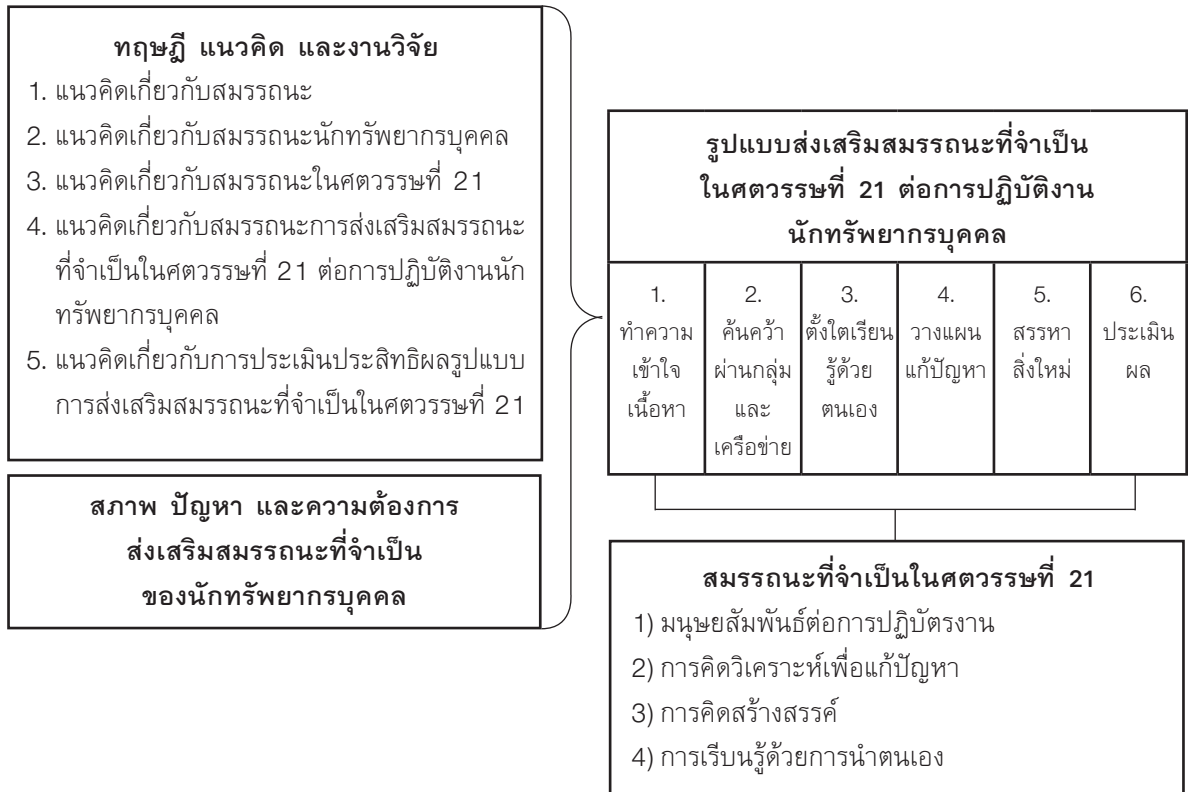 ทฤษฎี แนวคิด และงานวิจัย
1. แนวคิดเกี่ยวกับสมรรถนะ
2. แนวคิดเกี่ยวกับสมรรถนะนักทรัพยากรบุคคล
3. แนวคิดเกี่ยวกับสมรรถนะในศตวรรษที่ 21
4. แนวคิดเกี่ยวกับสมรรถนะการส่งเสริมสมรรถนะ
ที่จำเป็นในศตวรรษที่ 21 ต่อการปฏิบัติงานนัก
ทรัพยากรบุคคล
5. แนวคิดเกี่ยวกับการประเมินประสิทธิผลรูปแบบ
การส่งเสริมสมรรถนะที่จำเป็นในศตวรรษที่ 21
สภาพ ปัญหา และความต้องการ
ส่งเสริมสมรรถนะที่จำเป็น
ของนักทรัพยากรบุคคล
รูปแบบส่งเสริมสมรรถนะที่จำเป็น
ในศตวรรษที่ 21 ต่อการปฏิบัติงาน
นักทรัพยากรบุคคล
1.
ทำความ
เข้าใจ
เนื้อหา
2.
ค้นคว้า
ผ่านกลุ่ม
และ
เครือข่าย
3.
ตั้งใตเรียน
รู้ด้วย
ตนเอง
4.
วางแผน
แก้ปัญหา
5.
สรรหา
สิ่งใหม่
6.
ประเมิน
ผล
สมรรถนะที่จำเป็นในศตวรรษที่ 21
1) มนุษยสัมพันธ์ต่อการปฏิบัตรงาน
2) การคิดวิเคราะห์เพื่อแก้ปัญหา
3) การคิดสร้างสรรค์
4) การเรีบนรู้ด้วยการนำตนเอง